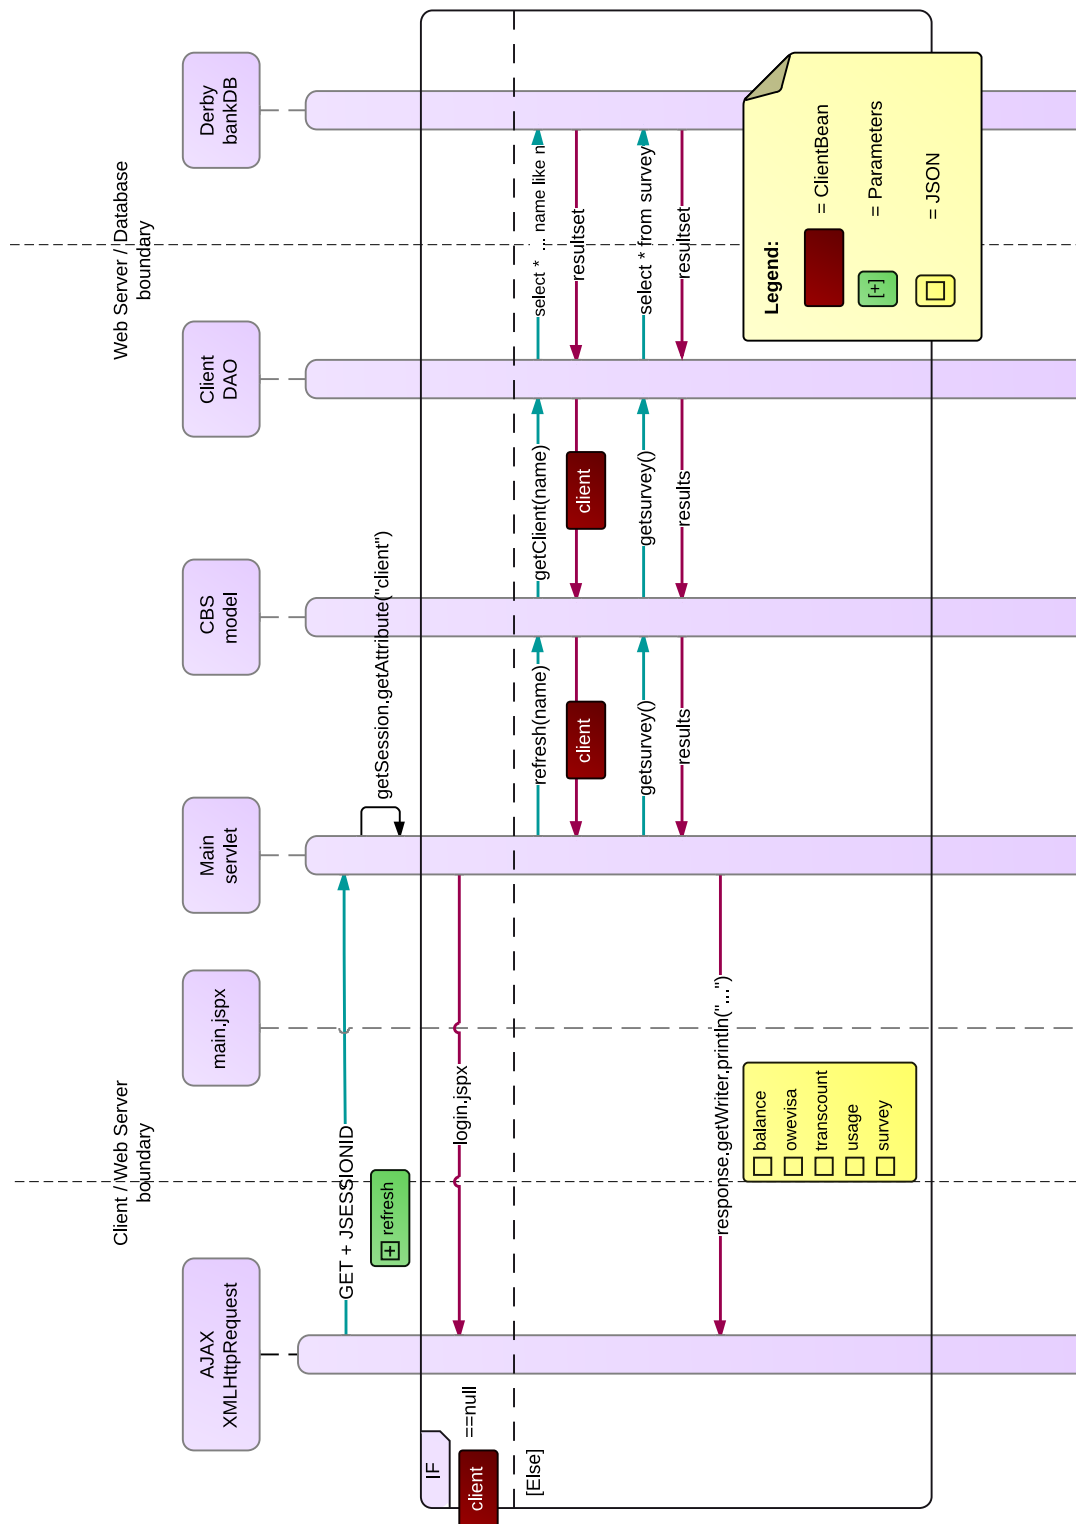 AJAX
XMLHttpRequest
main.jspx
Main
servlet
CBS
model
Client
DAO
Derby
bankDB
Client / Web Server
boundary
Web Server / Database
boundary
GET + JSESSIONID
refresh
getSession.getAttribute("client")
IF
client
==null
login.jspx
[Else]
refresh(name)
getClient(name)
select * ... name like n
resultset
client
client
getsurvey()
getsurvey()
select * from survey
resultset
results
results
response.getWriter.println("...")
balance
owevisa
transcount
usage
survey
Legend:
= ClientBean
[+]
= Parameters
= JSON